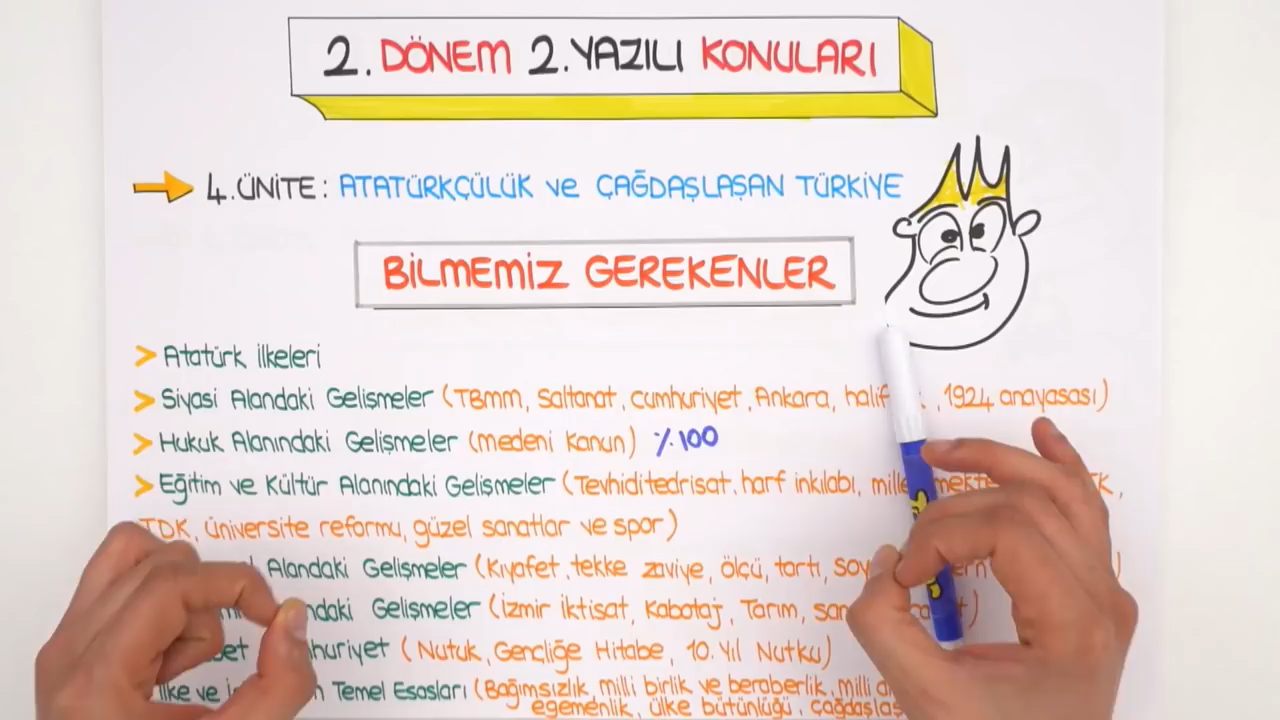 2. DÖNEM 2. YAZILI KONULARI
4. ÜNİTE: ATATÜRKÇÜLÜK ve ÇAĞDAŞLAŞAN TÜRKİYE
BİLMEMİZ GEREKENLER
> Atatürk ilkeleri
> Siyasi Alandaki Gelişmeler (TBMM, Saltanat, cumhuriyet, Ankara, 1924 anayasası)
> Hukuk Alanındaki Gelişmeler (medeni kanun) %100
> Eğitim ve Kültür Alanındaki Gelişmeler (Tevhiditedrisat, harf inkılabı,
TDK, üniversite reformu, güzel sanatlar ve spor)
Alandaki Gelişmeler (Kıyafet, tekke zaviye, ölçü, tartı,
Gelişmeler (İzmir iktisat, Kabotaj, Tarım,
(Nutuk, Gençliğe Hitabe, 10. Yıl Nutku)
Temel Esasları (Bağımsızlık, milli birlik ve beraberlik, milli
egemenlik, ülke bütünlüğü,